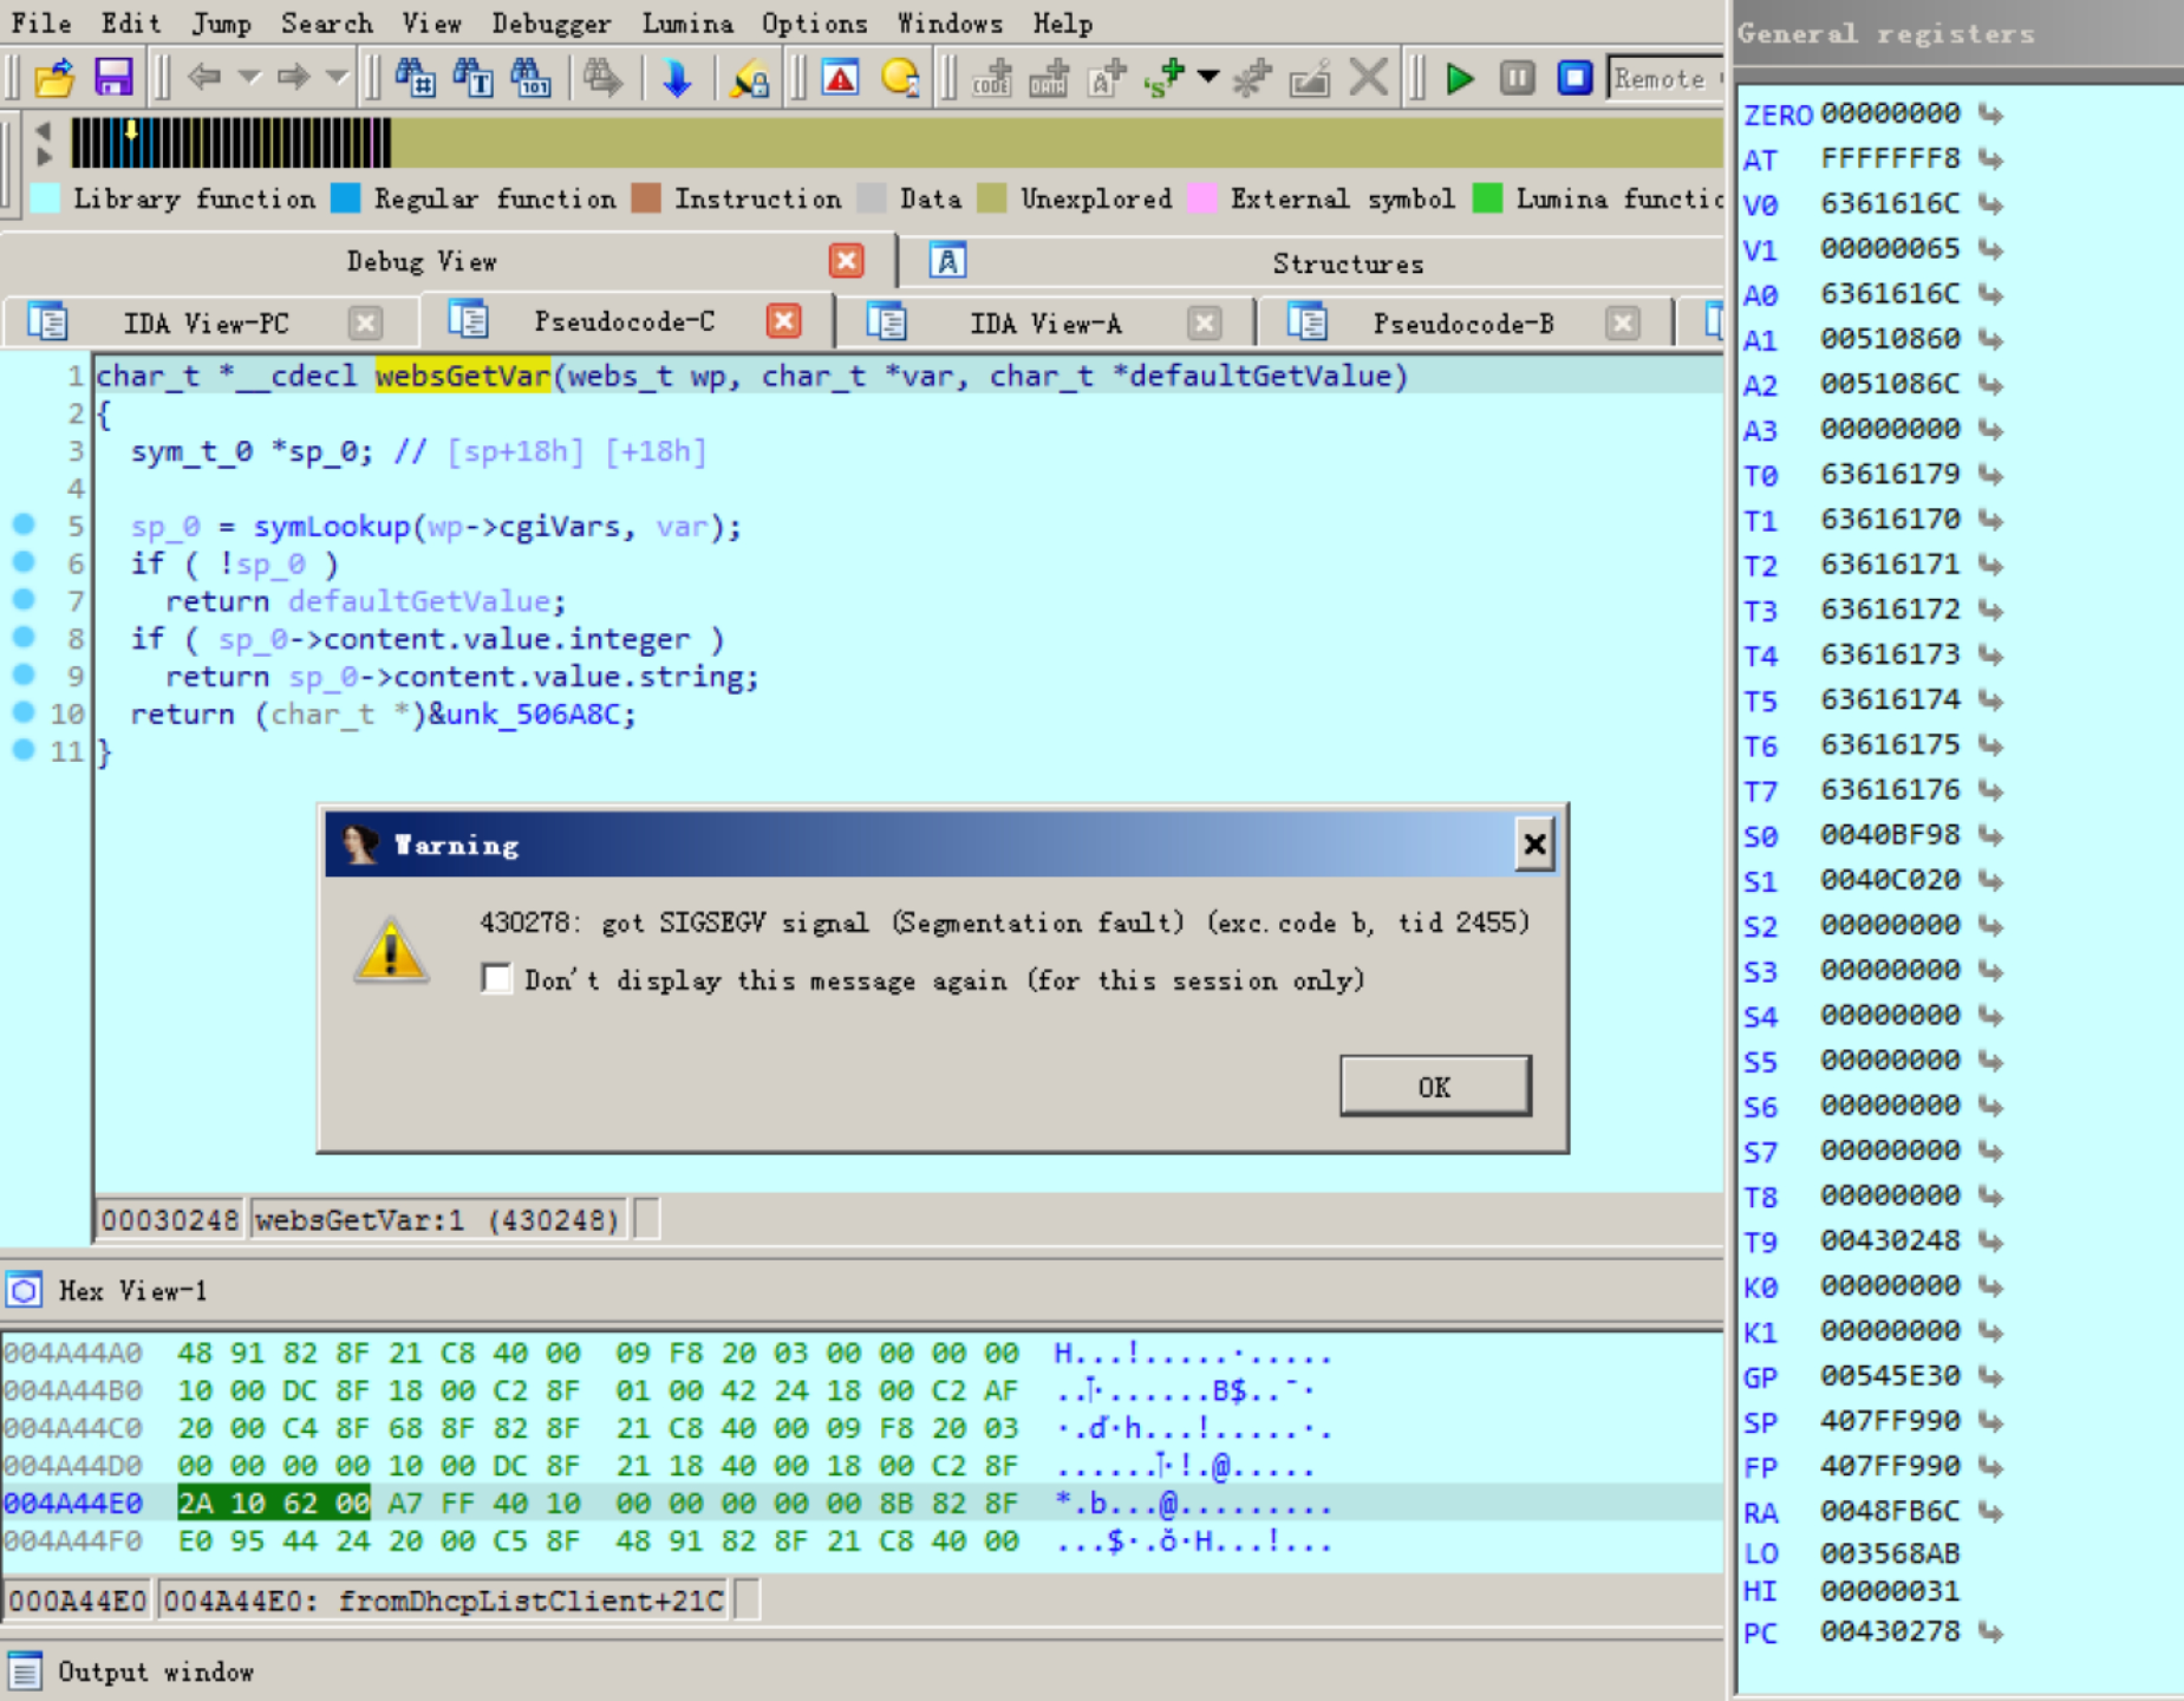 File Edit Jump Search View Debugger Lumina Options Windows Help
Remote
Library function Regular function Instruction Data Unexplored External symbol Lumina functic
Debug View Structures
IDA View-PC Pseudocode-C IDA View-A Pseudocode-B
1 char_t *__cdecl websGetVar(webs_t wp, char_t *var, char_t *defaultGetValue)
2 {
3 sym_t_0 *sp_0; // [sp+18h] [+18h]
4
5 sp_0 = symLookup(wp->cgiVars, var);
6 if ( !sp_0 )
7 return defaultGetValue;
8 if ( sp_0->content.value.integer )
9 return sp_0->content.value.string;
10 return (char_t *)&unk_506A8C;
11 }
Warning
430278: got SIGSEGV signal (Segmentation fault) (exc.code b, tid 2455)
Don't display this message again (for this session only)
OK
00030248 websGetVar:1 (430248)
Hex View-1
004A44A0 48 91 82 8F 21 C8 40 00 09 F8 20 03 00 00 00 00 H...!.....·.....
004A44B0 10 00 DC 8F 18 00 C2 8F 01 00 42 24 18 00 C2 AF
004A44C0 20 00 C4 8F 68 8F 82 8F 21 C8 40 00 09 F8 20 03
004A44D0 00 00 00 00 10 00 DC 8F 21 18 40 00 18 00 C2 8F
004A44E0 2A 10 62 00 A7 FF 40 10 00 00 00 00 00 8B 82 8F *.b...@.........
004A44F0 E0 95 44 24 20 00 C5 8F 48 91 82 8F 21 C8 40 00 ...$·.ŏ·H...!...
000A44E0 004A44E0: fromDhcpListClient+21C
Output window
General registers
ZERO 00000000
AT FFFFFFF8
V0 6361616C
V1 00000065
A0 6361616C
A1 00510860
A2 0051086C
A3 00000000
T0 63616179
T1 63616170
T2 63616171
T3 63616172
T4 63616173
T5 63616174
T6 63616175
T7 63616176
S0 0040BF98
S1 0040C020
S2 00000000
S3 00000000
S4 00000000
S5 00000000
S6 00000000
S7 00000000
T8 00000000
T9 00430248
K0 00000000
K1 00000000
GP 00545E30
SP 407FF990
FP 407FF990
RA 0048FB6C
LO 003568AB
HI 00000031
PC 00430278